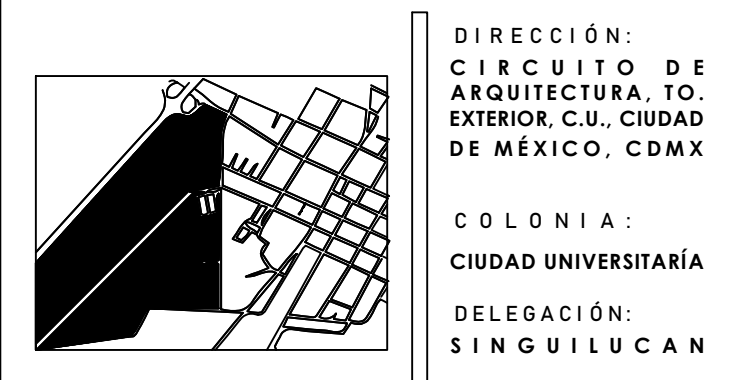 DIRECCIÓN:
CIRCUITO DE
ARQUITECTURA, TO.
EXTERIOR, C.U., CIUDAD
DE MÉXICO, CDMX
COLONIA:
CIUDAD UNIVERSITARÍA
DELEGACIÓN:
SINGUILUCAN